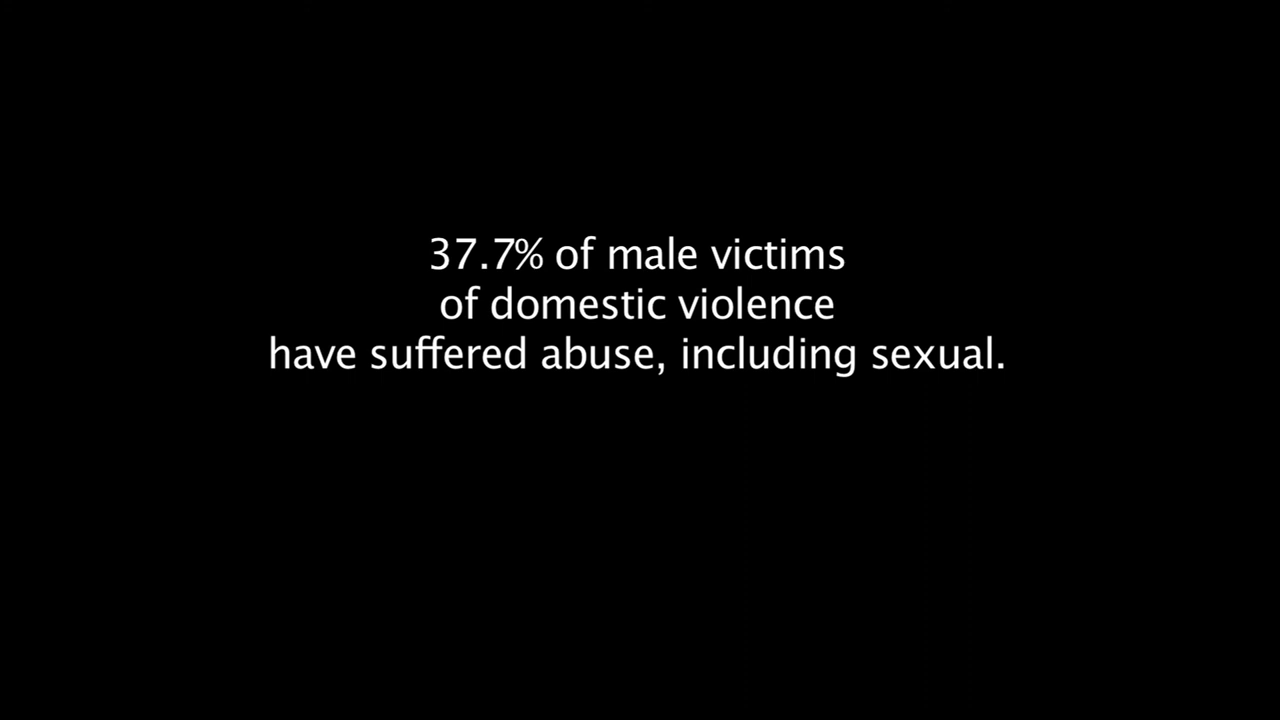 37.7% of male victims
of domestic violence
have suffered abuse, including sexual.